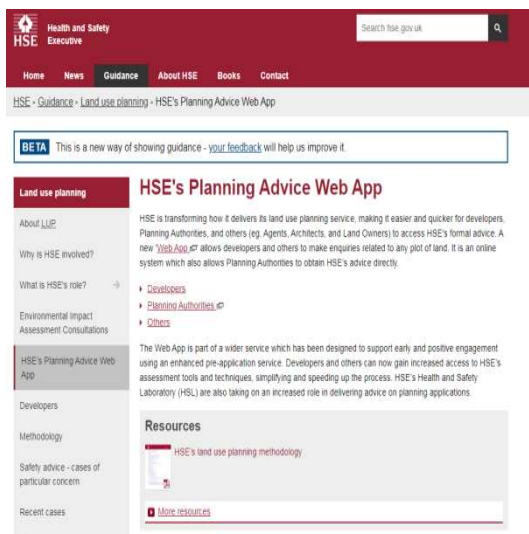 HSE
Health and Safety
Executive
Search hse.gov.uk
Home News Guidance About HSE Books Contact
HSE - Guidance - Land use planning - HSE's Planning Advice Web App
BETA This is a new way of showing guidance - your feedback will help us improve it.
Land use planning
About LUP
Why is HSE involved?
What is HSE's role?
Environmental Impact
Assessment Consultations
HSE's Planning Advice Web
App
Developers
Methodology
Safety advice - cases of
particular concern
Recent cases
HSE's Planning Advice Web App
HSE is transforming how it delivers its land use planning service, making it easier and quicker for developers,
Planning Authorities, and others (eg. Agents, Architects, and Land Owners) to access HSE's formal advice. A
new 'Web App allows developers and others to make enquiries related to any plot of land. It is an online
system which also allows Planning Authorities to obtain HSE's advice directly.
Developers
Planning Authorities
Others
The Web App is part of a wider service which has been designed to support early and positive engagement
using an enhanced pre-application service. Developers and others can now gain increased access to HSE's
assessment tools and techniques, simplifying and speeding up the process. HSE's Health and Safety
Laboratory (HSL) are also taking on an increased role in delivering advice on planning applications.
Resources
HSE's land use planning methodology
More resources